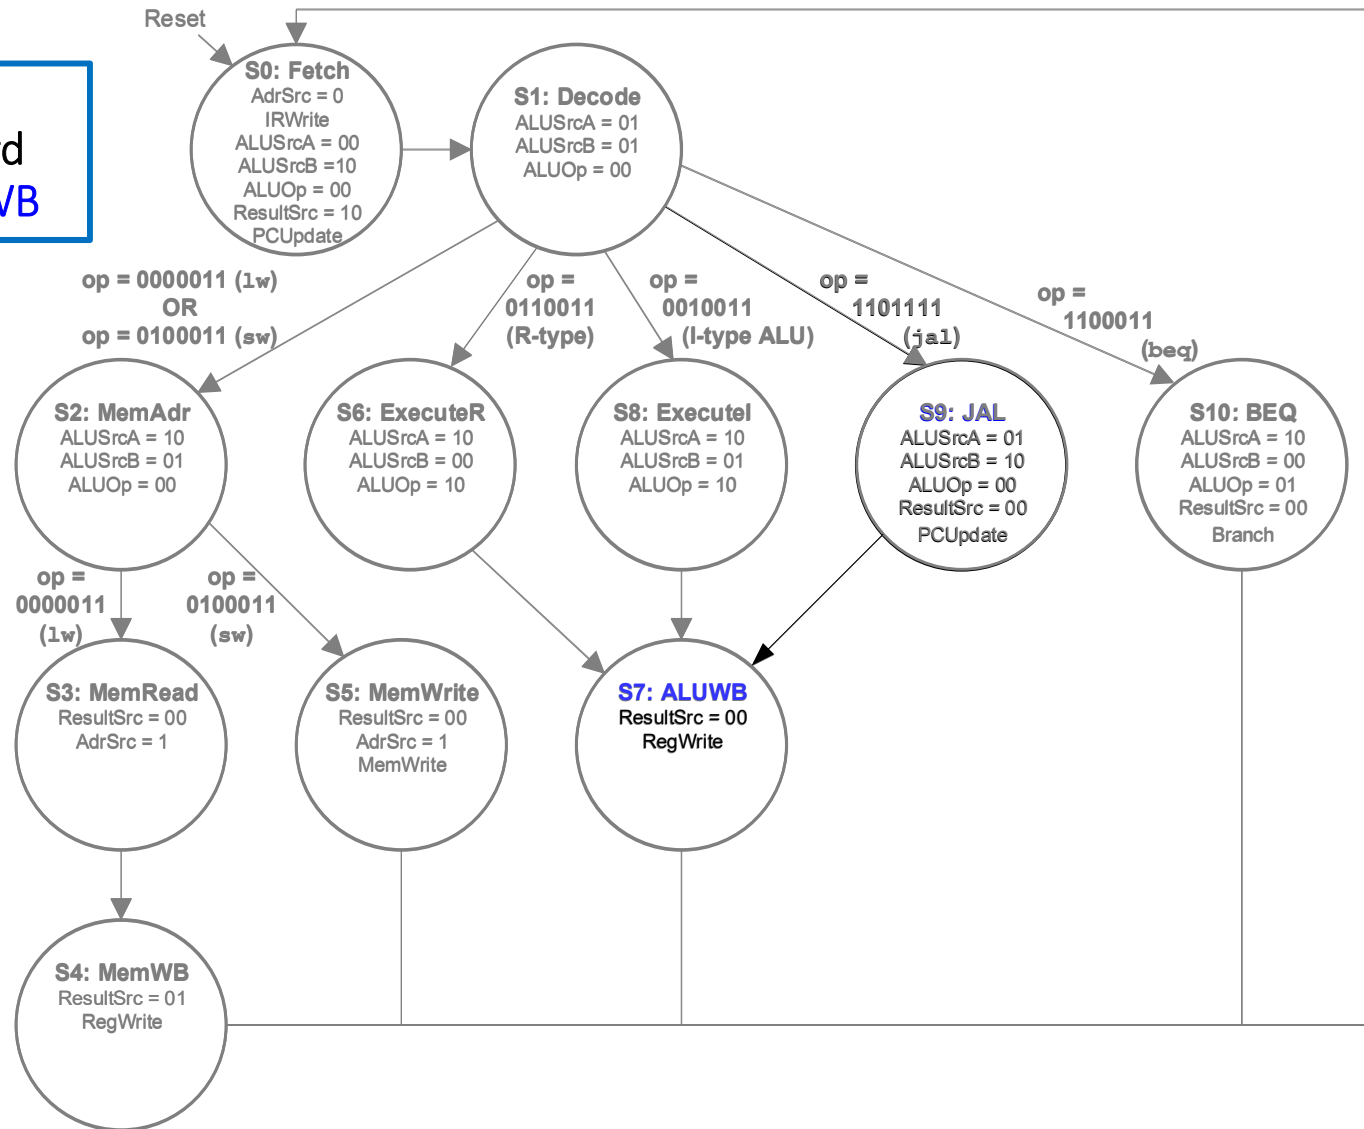 Reset
S0: Fetch
AdrSrc = 0
IRWrite
ALUSrcA = 00
ALUSrcB =10
ALUOp = 00
ResultSrc = 10
PCUpdate
S1: Decode
ALUSrcA = 01
ALUSrcB = 01
ALUOp = 00
op = 0000011 (lw)
OR
op = 0100011 (sw)
op =
0110011
(R-type)
op =
0010011
(I-type ALU)
op =
1101111
(jal)
op =
1100011
(beq)
S2: MemAdr
ALUSrcA = 10
ALUSrcB = 01
ALUOp = 00
S6: ExecuteR
ALUSrcA = 10
ALUSrcB = 00
ALUOp = 10
S8: ExecuteI
ALUSrcA = 10
ALUSrcB = 01
ALUOp = 10
S9: JAL
ALUSrcA = 01
ALUSrcB = 10
ALUOp = 00
ResultSrc = 00
PCUpdate
S10: BEQ
ALUSrcA = 10
ALUSrcB = 00
ALUOp = 01
ResultSrc = 00
Branch
op =
0000011
(lw)
op =
0100011
(sw)
S3: MemRead
ResultSrc = 00
AdrSrc = 1
S5: MemWrite
ResultSrc = 00
AdrSrc = 1
MemWrite
S7: ALUWB
ResultSrc = 00
RegWrite
S4: MemWB
ResultSrc = 01
RegWrite